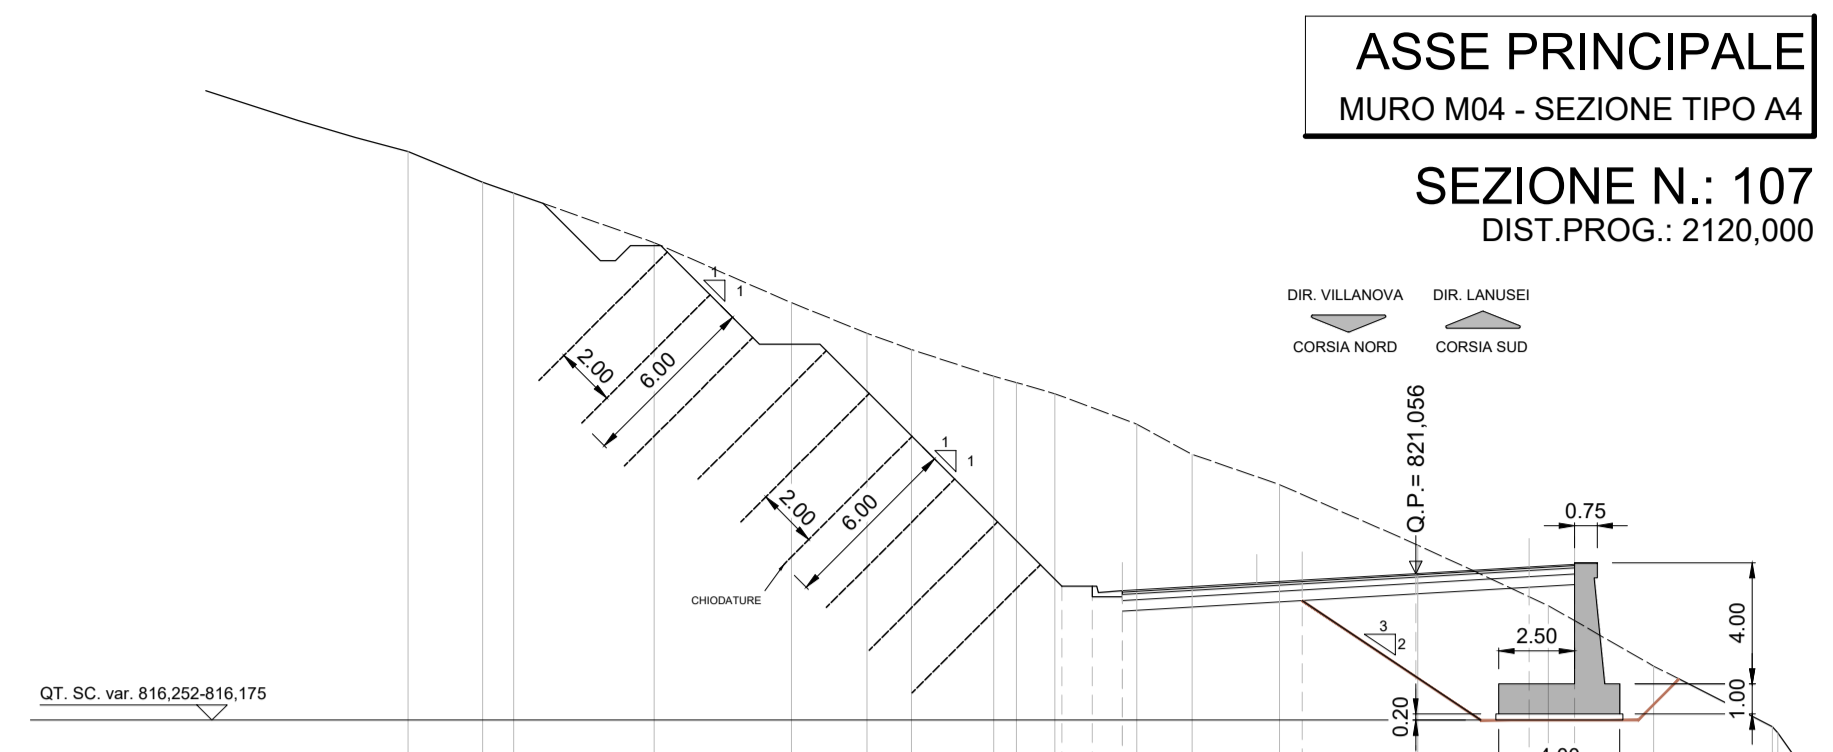 ASSE PRINCIPALE
MURO M04 - SEZIONE TIPO A4
SEZIONE N.: 107
DIST.PROG.: 2120,000
DIR. VILLANOVA
DIR. LANUSEI
CORSIA NORD
CORSIA SUD
1
1
2.00
6.00
Q.P.= 821,056
1
1
2.00
6.00
CHIODATURE
0.75
3
2
2.50
4.00
QT. SC. var. 816,252-816,175
0.20
1.00